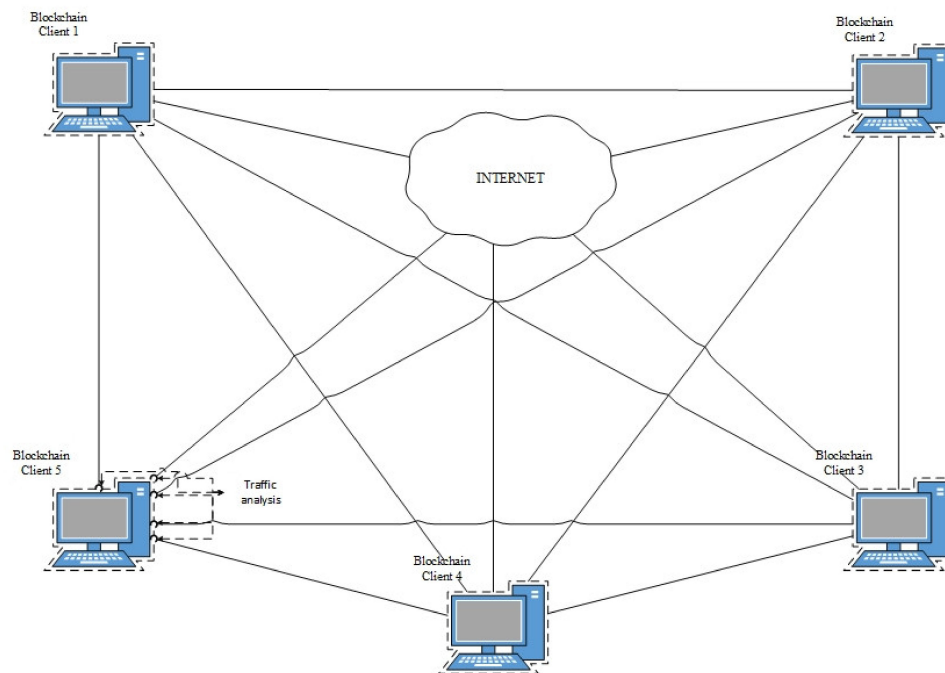 Blockchain
Client 1
Blockchain
Client 2
INTERNET
Blockchain
Client 5
Traffic
analysis
Blockchain
Client 3
Blockchain
Client 4